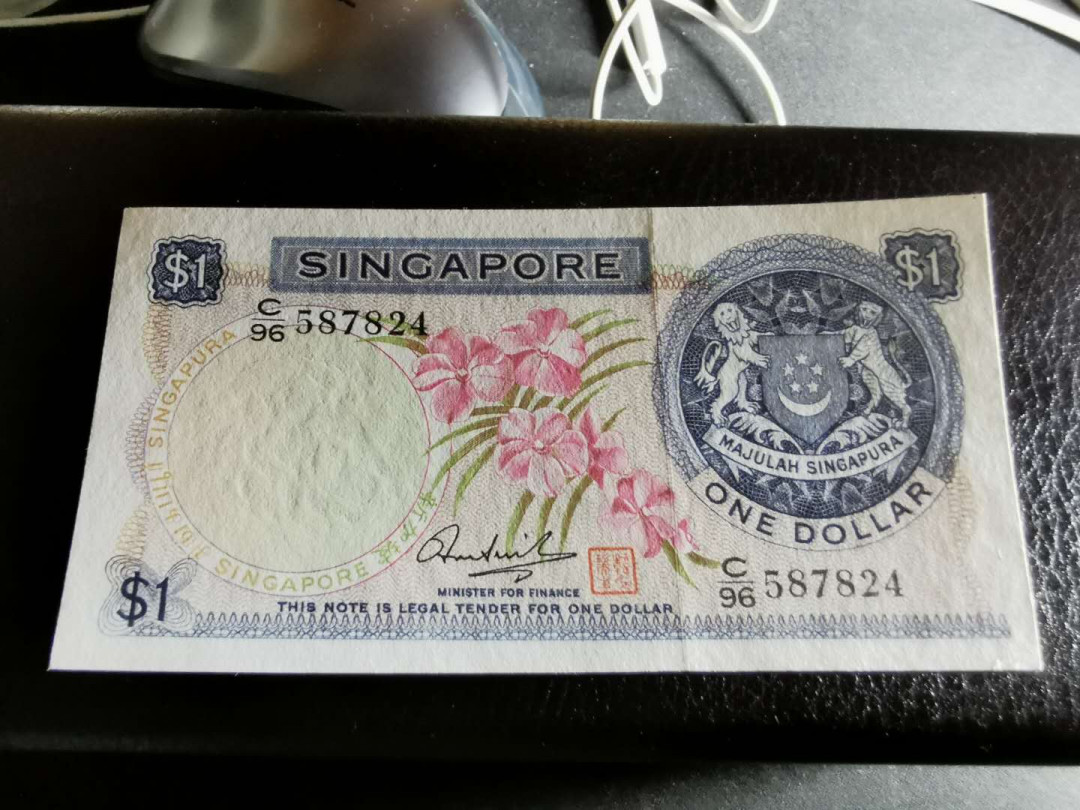 $1
SINGAPORE
$1
C/96 587824
SINGAPURA
SINGAPORE
MAJULAH SINGAPURA
ONE DOLLAR
C/96 587824
$1
MINISTER FOR FINANCE
THIS NOTE IS LEGAL TENDER FOR ONE DOLLAR